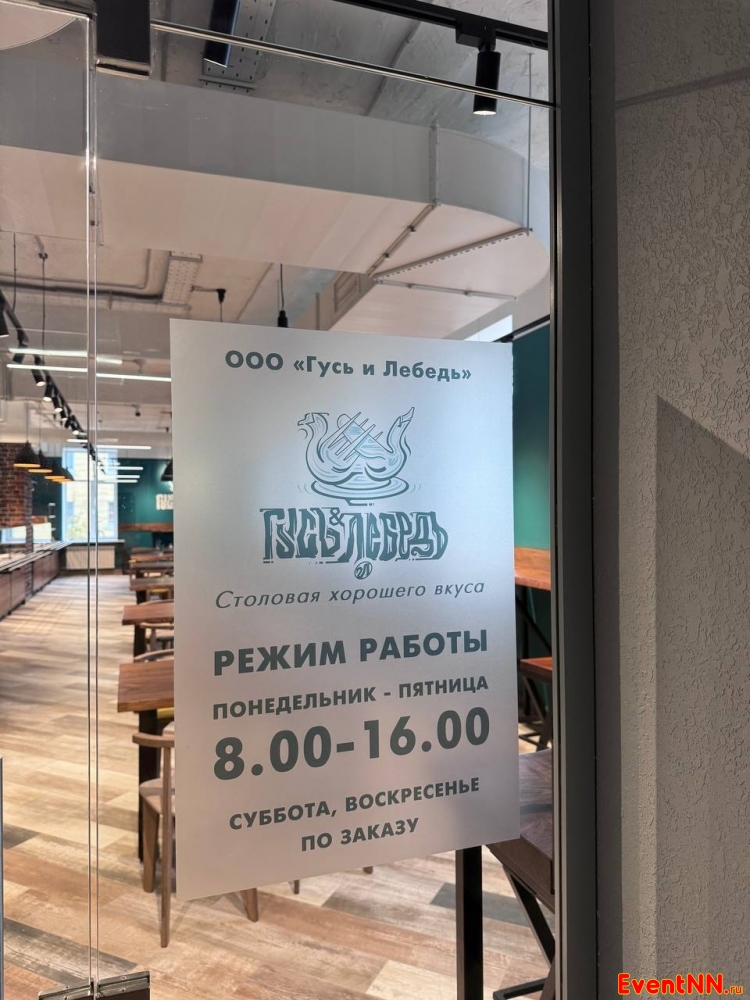 ООО «Гусь и Лебедь»
ГУСЬ&ЛЕБЕДЬ
ГЛ
Столовая хорошего вкуса
РЕЖИМ РАБОТЫ
ПОНЕДЕЛЬНИК - ПЯТНИЦА
8.00-16.00
СУББОТА, ВОСКРЕСЕНЬЕ
ПО ЗАКАЗУ
EventNN.ru